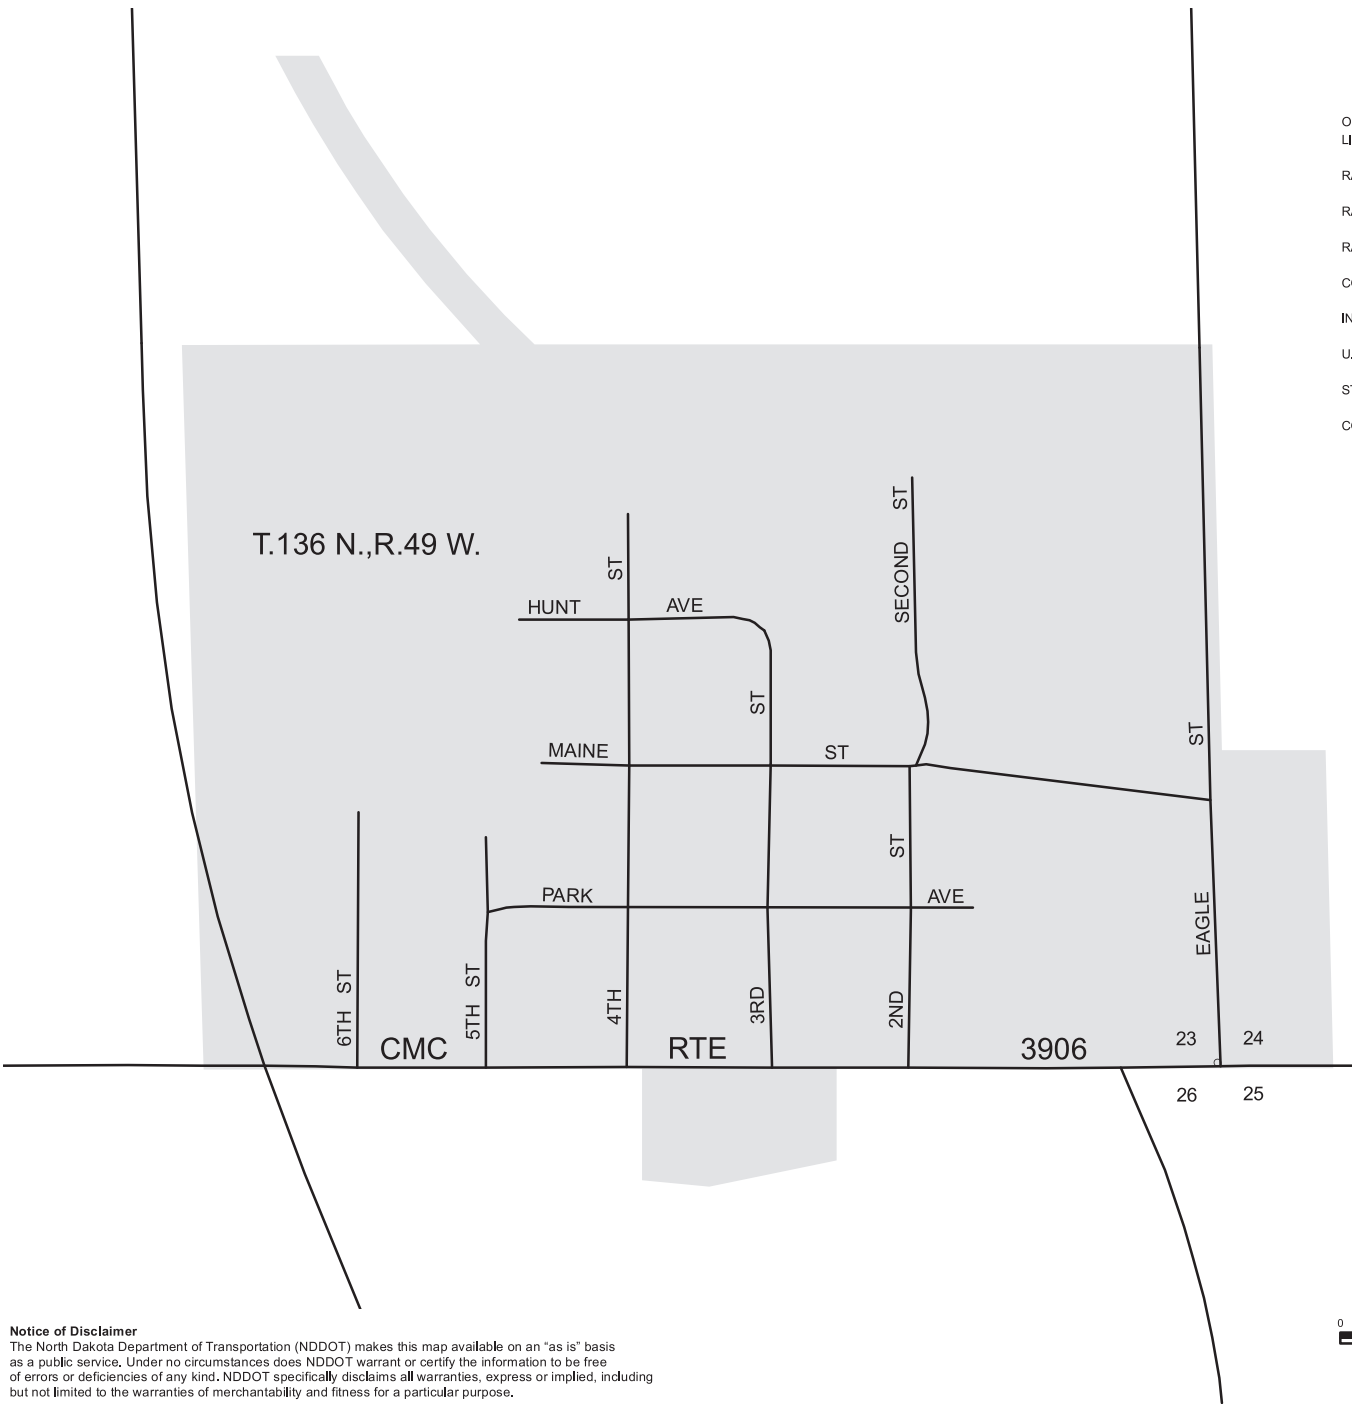 T.136 N.,R.49 W.
ST
HUNT AVE
SECOND ST
ST
MAINE ST
ST
ST
PARK AVE
EAGLE
6TH ST
5TH ST
4TH
3RD
2ND
CMC RTE 3906
23 24
26 25
0
Notice of Disclaimer
The North Dakota Department of Transportation (NDDOT) makes this map available on an “as is” basis
as a public service. Under no circumstances does NDDOT warrant or certify the information to be free
of errors or deficiencies of any kind. NDDOT specifically disclaims all warranties, express or implied, including
but not limited to the warranties of merchantability and fitness for a particular purpose.